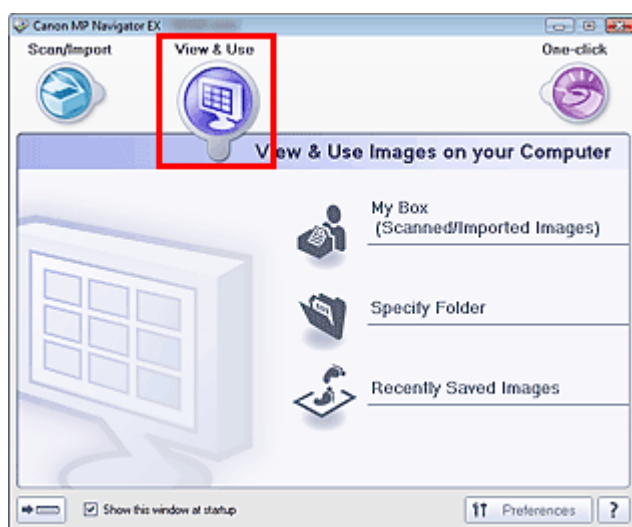 Canon MP Navigator EX
Scan/Import
View & Use
One-click
View & Use Images on your Computer
My Box
(Scanned/Imported Images)
Specify Folder
Recently Saved Images
Show this window at startup
Preferences
?